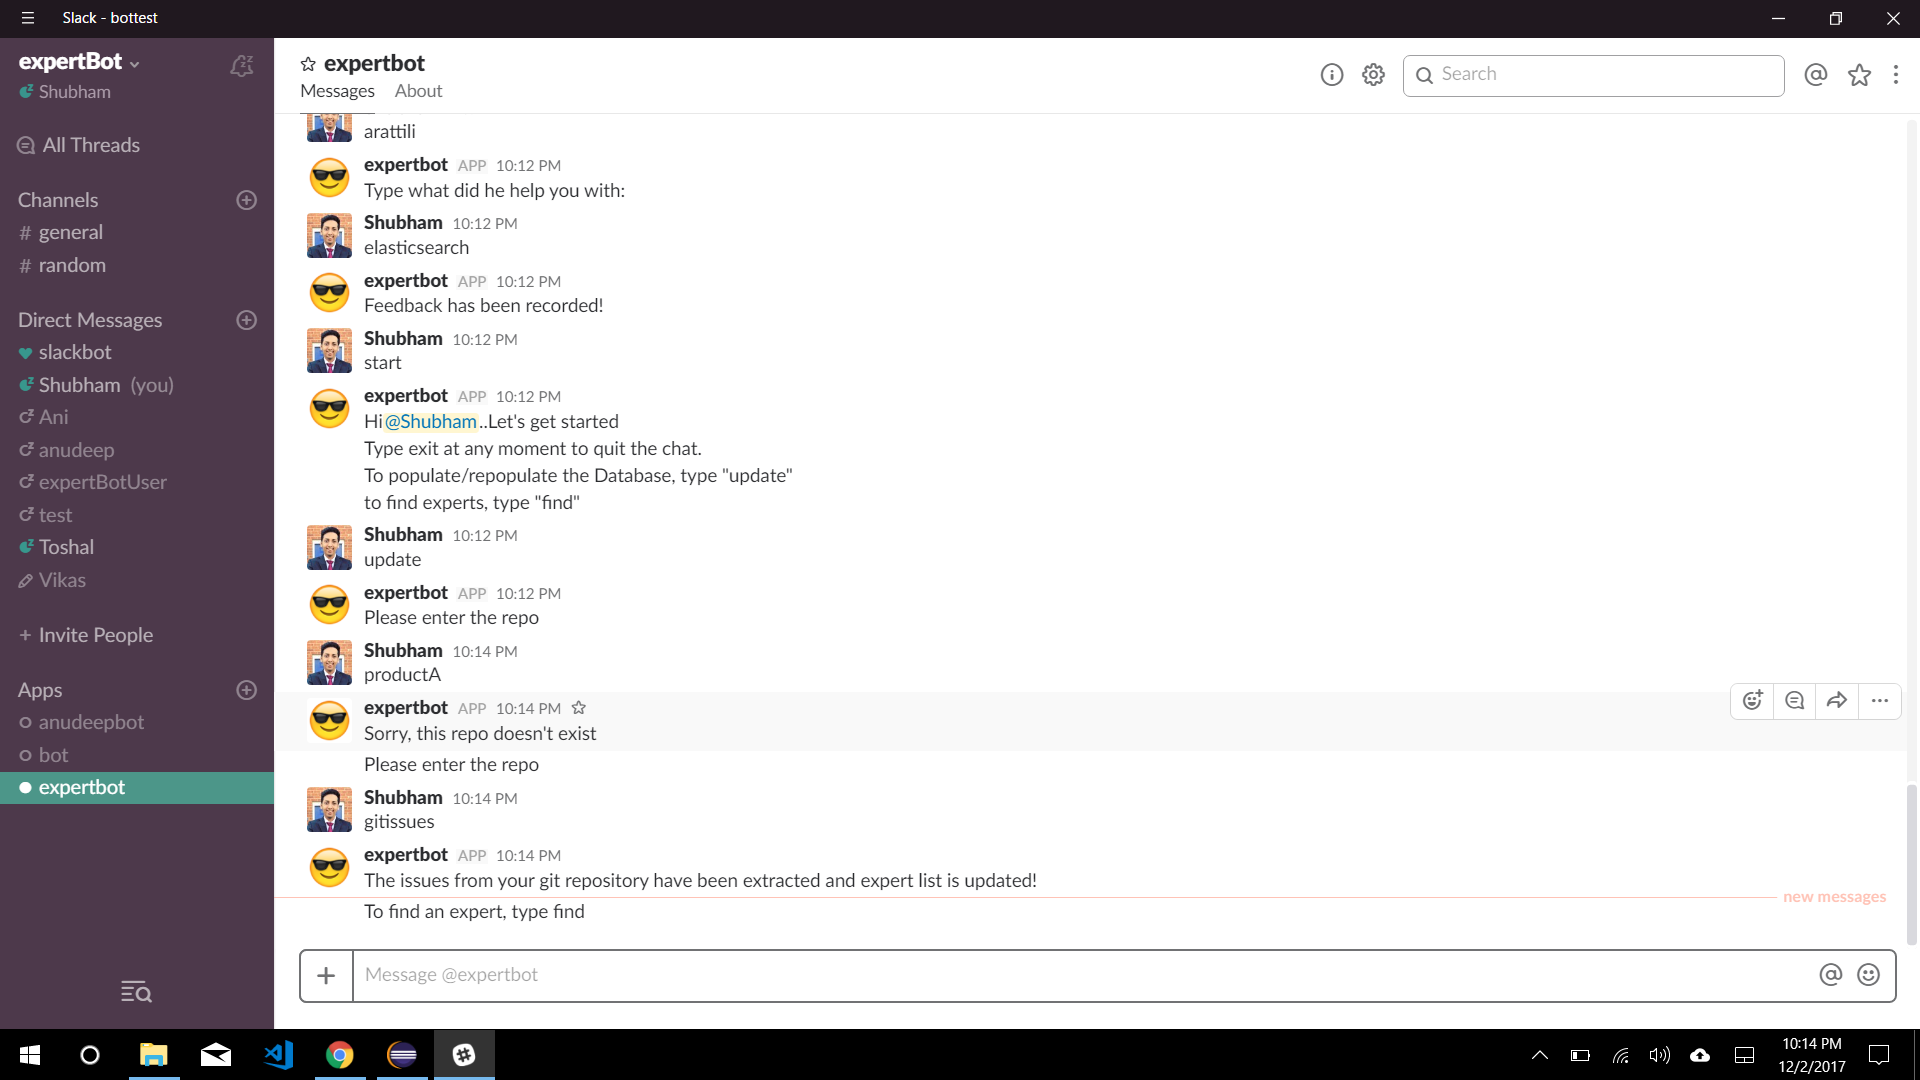 Slack - bottest
expertBot
Shubham
All Threads
Channels
# general
# random
Direct Messages
slackbot
Shubham (you)
Ani
anudeep
expertBotUser
test
Toshal
Vikas
+ Invite People
Apps
anudeepbot
bot
expertbot
expertbot
Messages About
Search
arattili
expertbot APP 10:12 PM
Type what did he help you with:
Shubham 10:12 PM
elasticsearch
expertbot APP 10:12 PM
Feedback has been recorded!
Shubham 10:12 PM
start
expertbot APP 10:12 PM
Hi@Shubham..Let's get started
Type exit at any moment to quit the chat.
To populate/repopulate the Database, type "update"
to find experts, type "find"
Shubham 10:12 PM
update
expertbot APP 10:12 PM
Please enter the repo
Shubham 10:14 PM
productA
expertbot APP 10:14 PM
Sorry, this repo doesn't exist
Please enter the repo
Shubham 10:14 PM
gitissues
expertbot APP 10:14 PM
The issues from your git repository have been extracted and expert list is updated!
new messages
To find an expert, type find
Message @expertbot
10:14 PM
12/2/2017